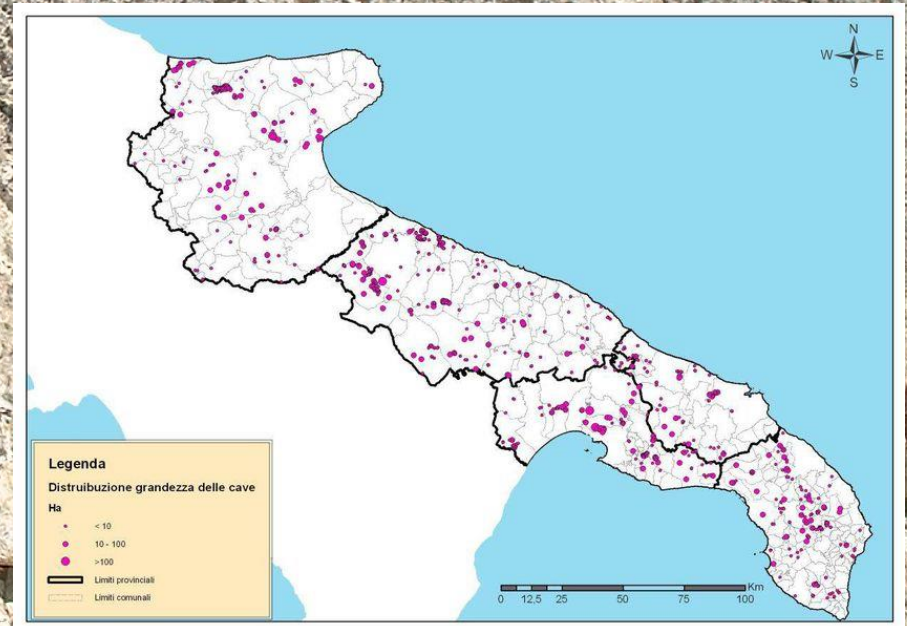 N
W E
S
Legenda
Distruibuzione grandezza delle cave
Ha
< 10
10 - 100
>100
Limiti provinciali
Limiti comunali
Km
0 12,5 25 50 75 100